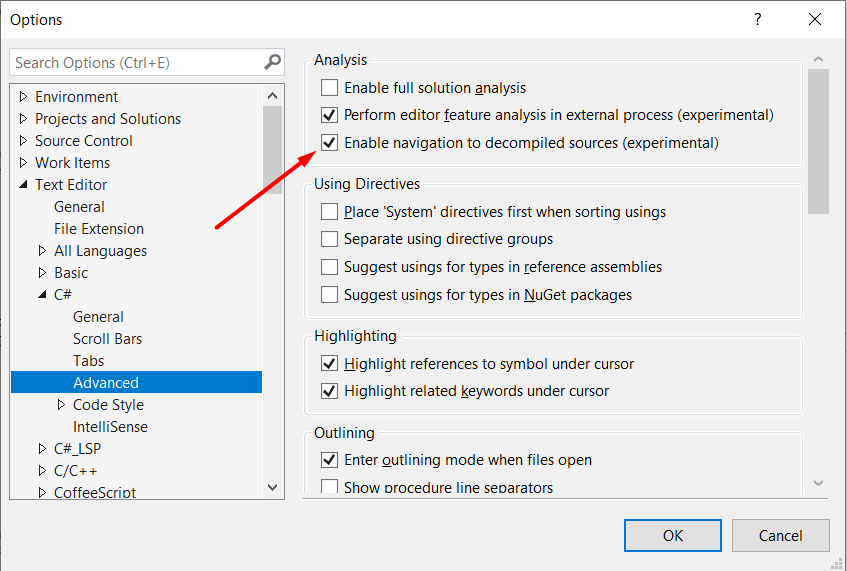 Options
?
Search Options (Ctrl+E)
Environment
Projects and Solutions
Source Control
Work Items
Text Editor
General
File Extension
All Languages
Basic
C#
General
Scroll Bars
Tabs
Advanced
Code Style
IntelliSense
C#_LSP
C/C++
CoffeeScript
Analysis
Enable full solution analysis
Perform editor feature analysis in external process (experimental)
Enable navigation to decompiled sources (experimental)
Using Directives
Place 'System' directives first when sorting usings
Separate using directive groups
Suggest usings for types in reference assemblies
Suggest usings for types in NuGet packages
Highlighting
Highlight references to symbol under cursor
Highlight related keywords under cursor
Outlining
Enter outlining mode when files open
Show procedure line separators
OK
Cancel